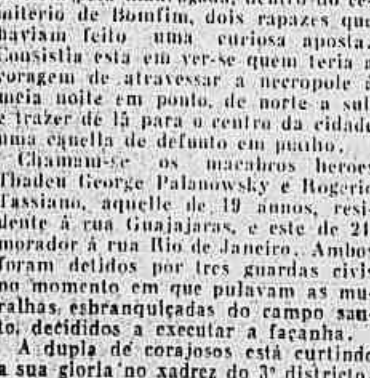 miterio de Bomfim, dois rapazes que
haviam feito uma curiosa aposta.
Consistia esta em ver-se quem teria a
coragem de atravessar a necropole á
meia noite em ponto, de norte a sul
e trazer de lá para o centro da cidade
uma canella de defunto em punho.
Chamam-se os macabros heroes
Thadeu George Palanowsky e Rogerio
Tassiano, aquelle de 19 annos, resi-
dente á rua Guajajaras, e este de 21
morador á rua Rio de Janeiro. Ambos
foram detidos por tres guardas civis
no momento em que pulavam as mu-
ralhas esbranquiçadas do campo san-
to, decididos a executar a façanha.
A dupla de corajosos está curtindo
a sua gloria no xadrez do 3º districto.